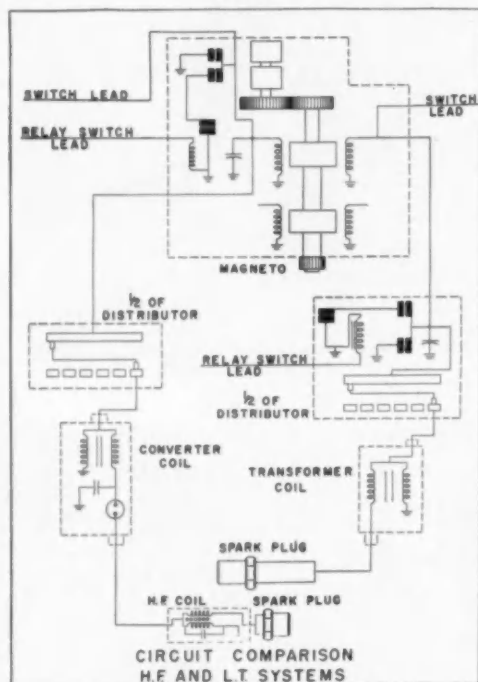 SWITCH LEAD
SWITCH
LEAD
RELAY SWITCH
LEAD
MAGNETO
1/2 OF
DISTRIBUTOR
RELAY SWITCH
LEAD
1/2 OF
DISTRIBUTOR
CONVERTER
COIL
TRANSFORMER
COIL
SPARK PLUG
H.F. COIL
SPARK PLUG
CIRCUIT COMPARISON
H.F. AND L.T. SYSTEMS